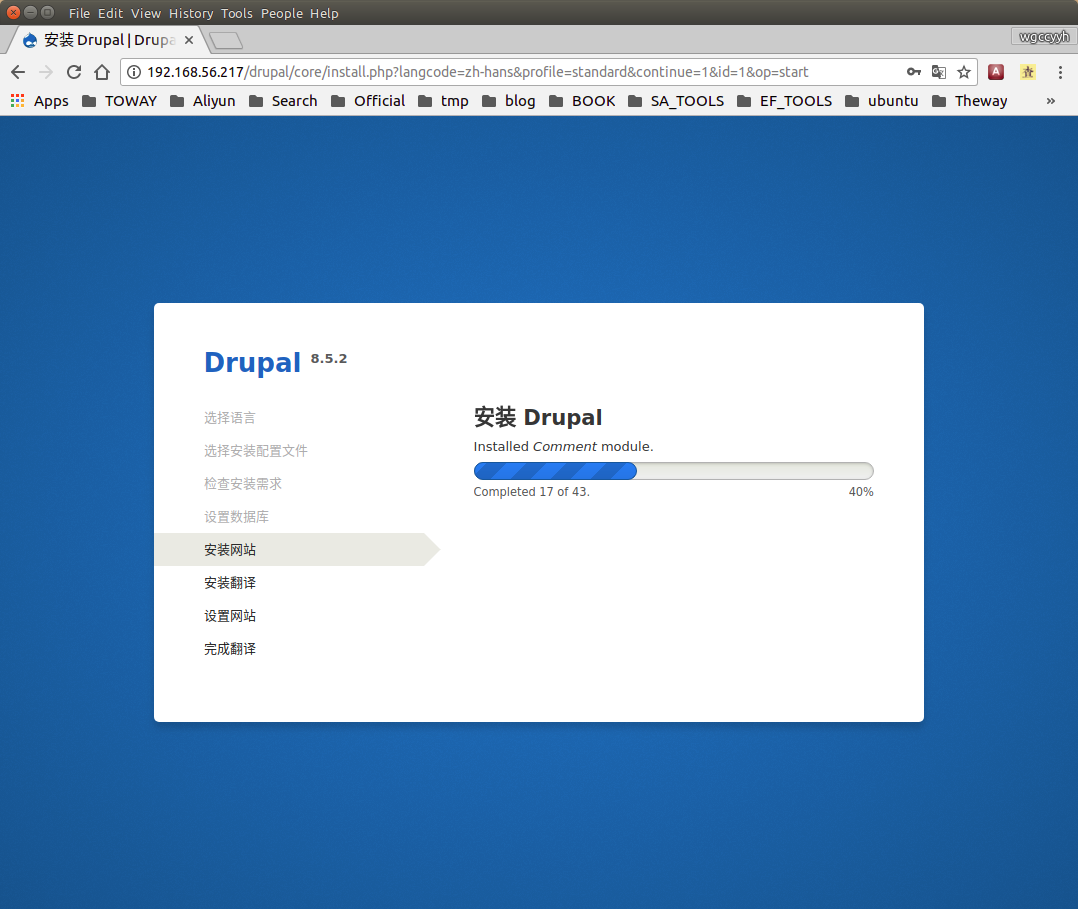 File Edit View History Tools People Help
安装 Drupal | Drupa
wgccyyh
192.168.56.217/drupal/core/install.php?langcode=zh-hans&profile=standard&continue=1&id=1&op=start
Apps TOWAY Aliyun Search Official tmp blog BOOK SA_TOOLS EF_TOOLS ubuntu Theway »
Drupal 8.5.2
选择语言
选择安装配置文件
检查安装需求
设置数据库
安装网站
安装翻译
设置网站
完成翻译
安装 Drupal
Installed Comment module.
Completed 17 of 43. 40%